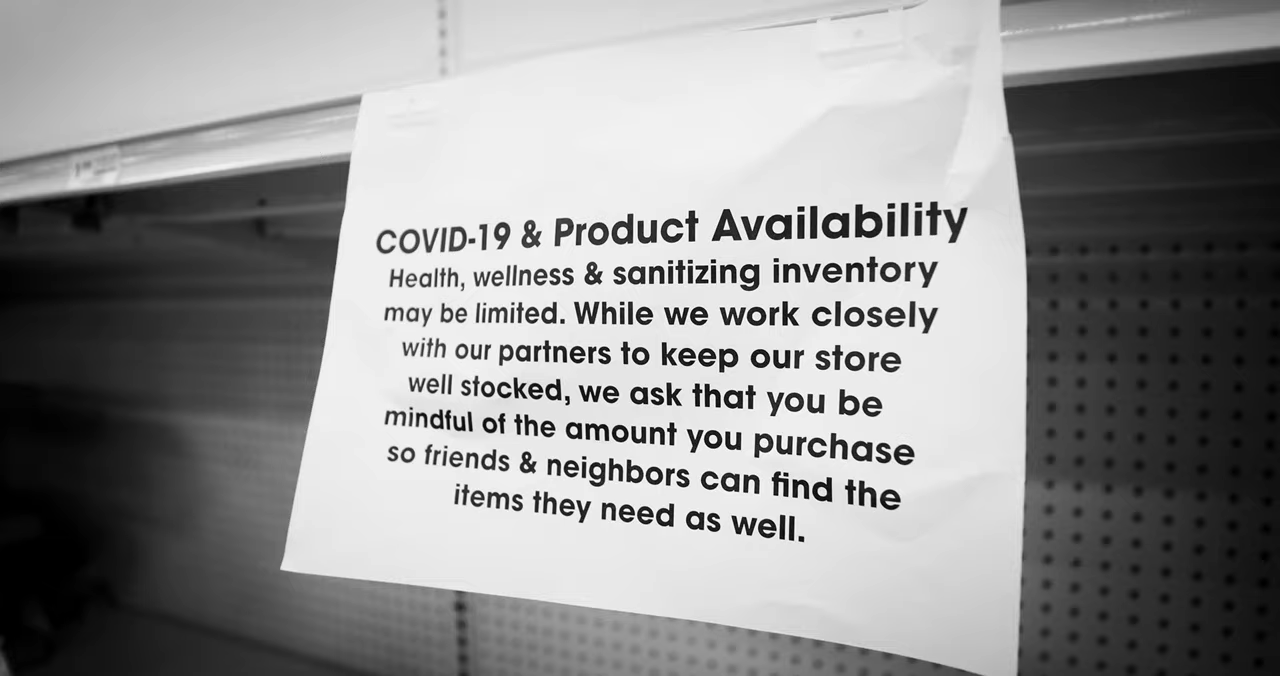 COVID-19 & Product Availability
Health, wellness & sanitizing inventory
may be limited. While we work closely
with our partners to keep our store
well stocked, we ask that you be
mindful of the amount you purchase
so friends & neighbors can find the
items they need as well.